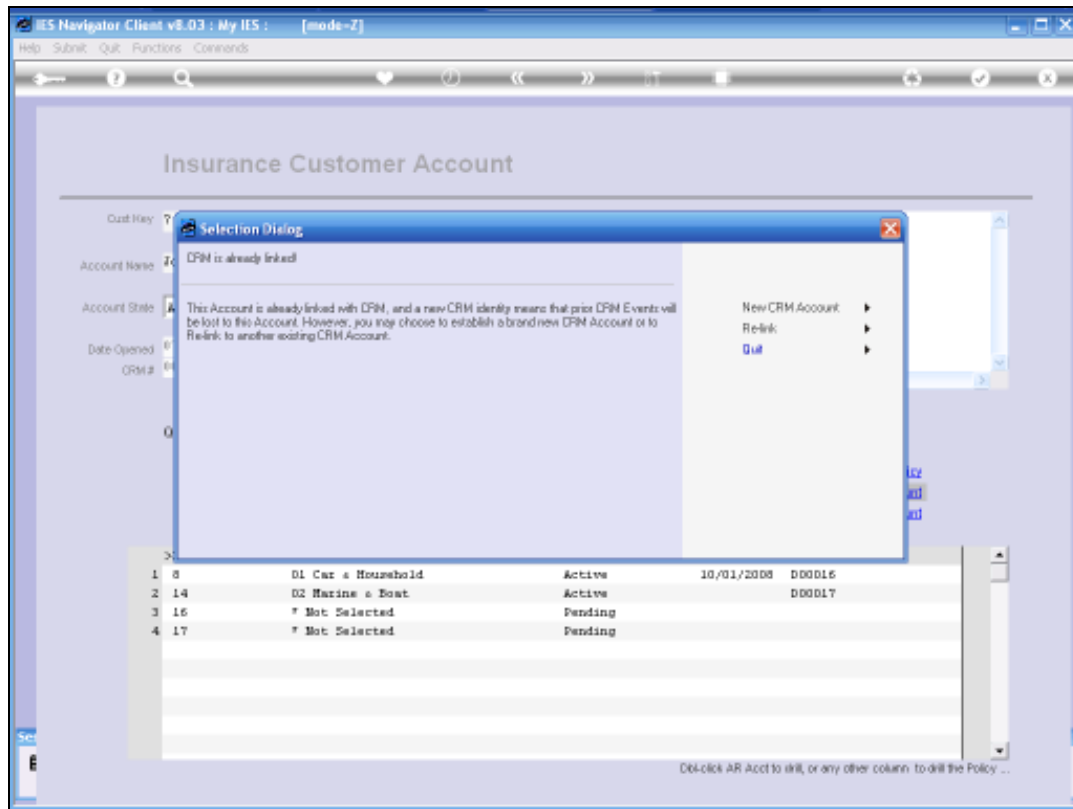 IES Navigator Client v8.03 : My IES : [mode=Z]
Help Submit Quit Functions Commands
Insurance Customer Account
Cust Key
Account Name
Account State
Date Opened
CRM #
Selection Dialog
CRM is already linked!
This Account is already linked with CRM, and a new CRM identity means that prior CRM Events will
be lost to this Account. However, you may choose to establish a brand new CRM Account or to
Re-link to another existing CRM Account.
New CRM Account
Re-link
Quit
1 8 01 Car & Household Active 10/01/2008 D00016
2 14 02 Marine & Boat Active D00017
3 16 * Not Selected Pending
4 17 * Not Selected Pending
Dbl-click AR Acct to drill, or any other column to drill the Policy ...